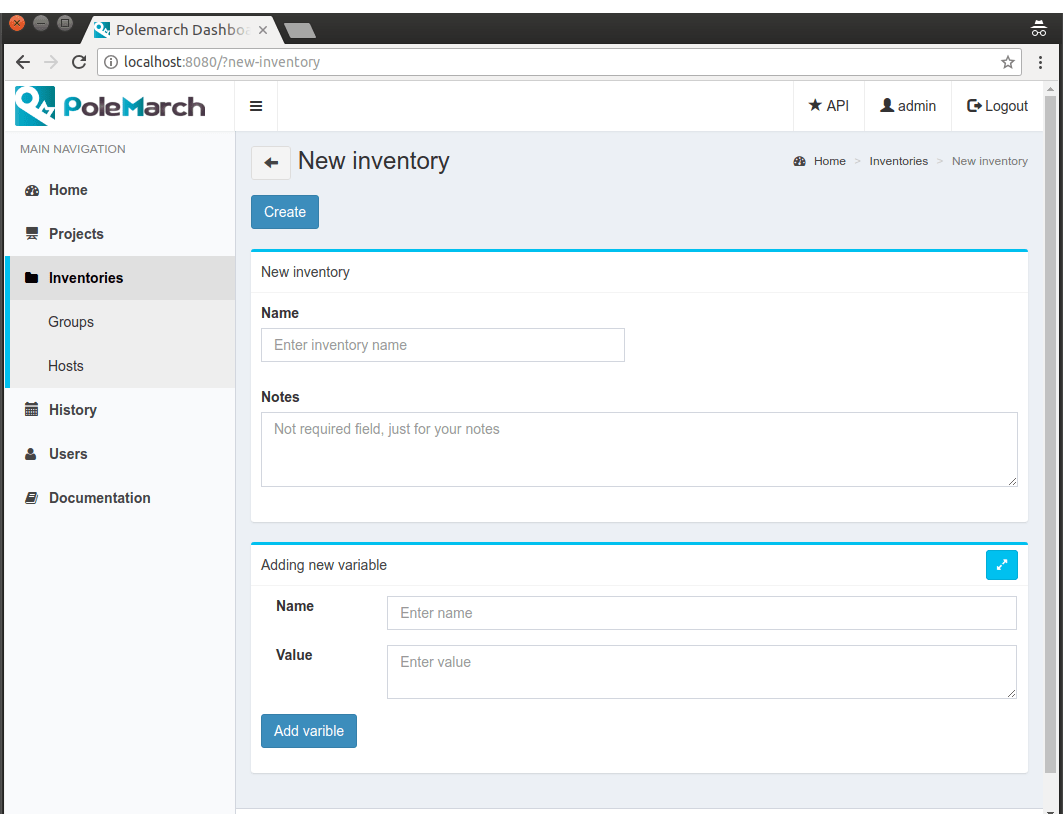 Polemarch Dashboa
localhost:8080/?new-inventory
PoleMarch
API
admin
Logout
MAIN NAVIGATION
Home
Projects
Inventories
Groups
Hosts
History
Users
Documentation
New inventory
Home > Inventories > New inventory
Create
New inventory
Name
Enter inventory name
Notes
Not required field, just for your notes
Adding new variable
Name
Enter name
Value
Enter value
Add varible